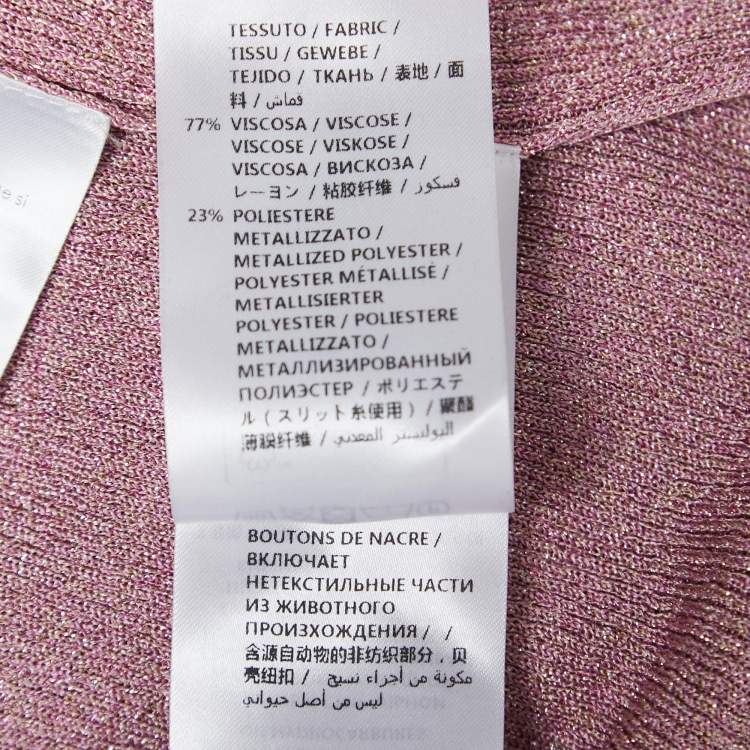 TESSUTO / FABRIC /
TISSU / GEWEBE /
TEJIDO / ТКАНЬ / 表地 / 面
料 / قماش
77% VISCOSA / VISCOSE /
VISCOSE / VISKOSE /
VISCOSA / ВИСКОЗА /
レーヨン / 粘胶纤维 / فسكوز
23% POLIESTERE
METALLIZZATO /
METALLIZED POLYESTER /
POLYESTER MÉTALLISÉ /
METALLISIERTER
POLYESTER / POLIESTERE
METALLIZZATO /
МЕТАЛЛИЗИРОВАННЫЙ
ПОЛИЭСТЕР / ポリエステ
ル ( スリット糸使用 ) / 聚酯
薄膜纤维 / البوليستر المعدني
BOUTONS DE NACRE /
ВКЛЮЧАЕТ
НЕТЕКСТИЛЬНЫЕ ЧАСТИ
ИЗ ЖИВОТНОГО
ПРОИЗХОЖДЕНИЯ / /
含源自动物的非纺织部分，贝
壳纽扣 / مكونة من أجزاء نسيج
ليس من أصل حيواني
e si